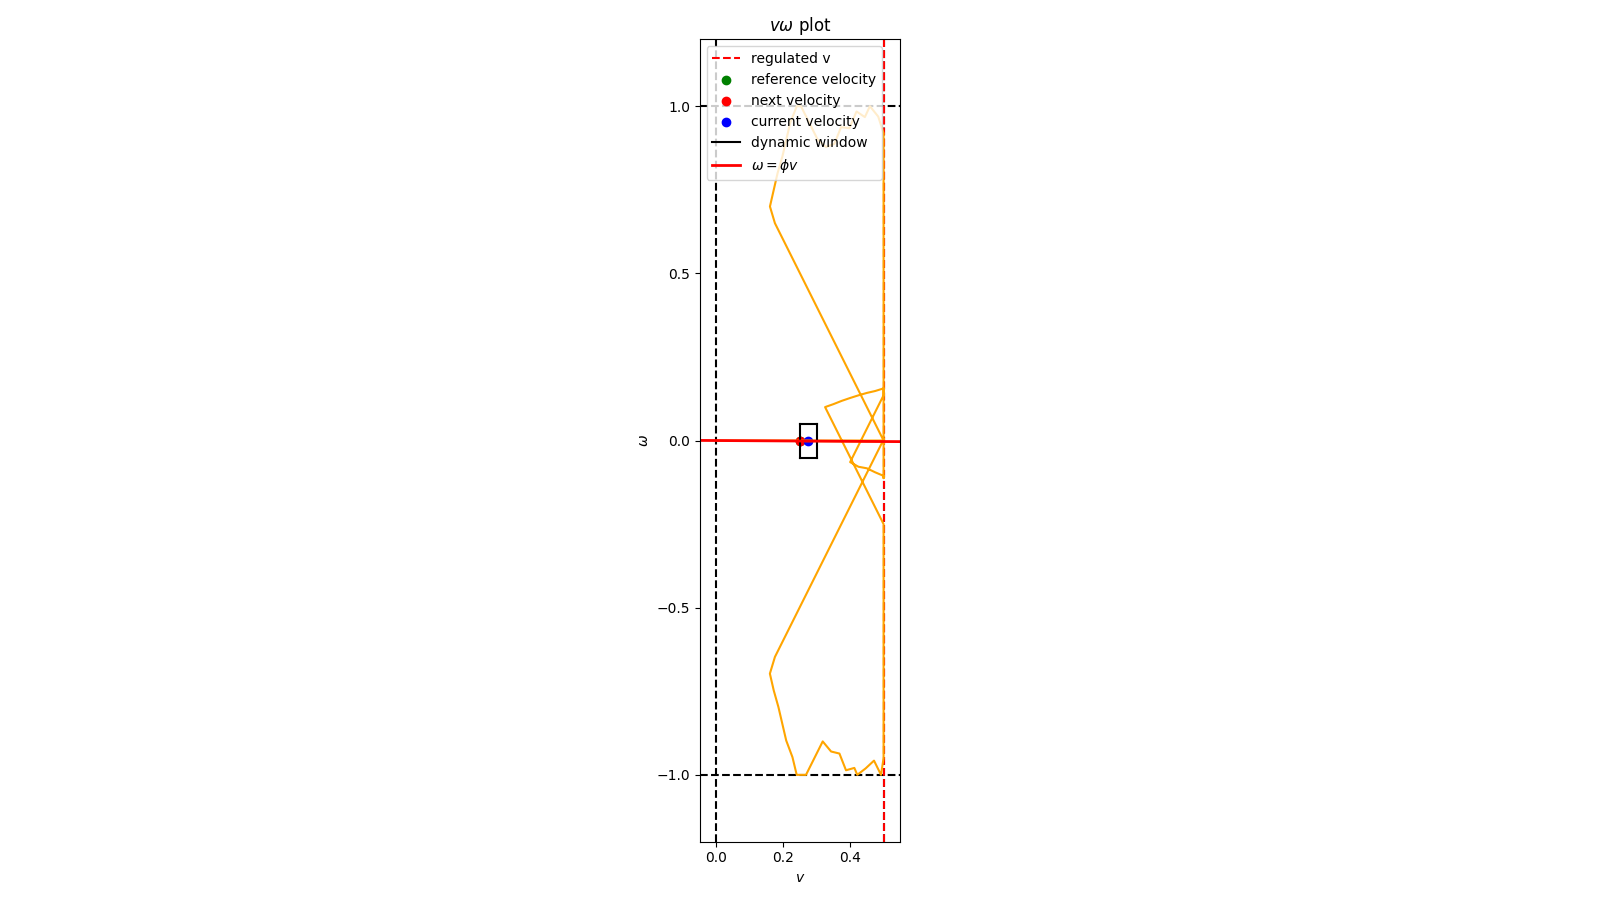 vω plot
regulated v
reference velocity
next velocity
current velocity
dynamic window
ω = ϕv
1.0
0.5
0.0
−0.5
−1.0
ω
0.0 0.2 0.4
v